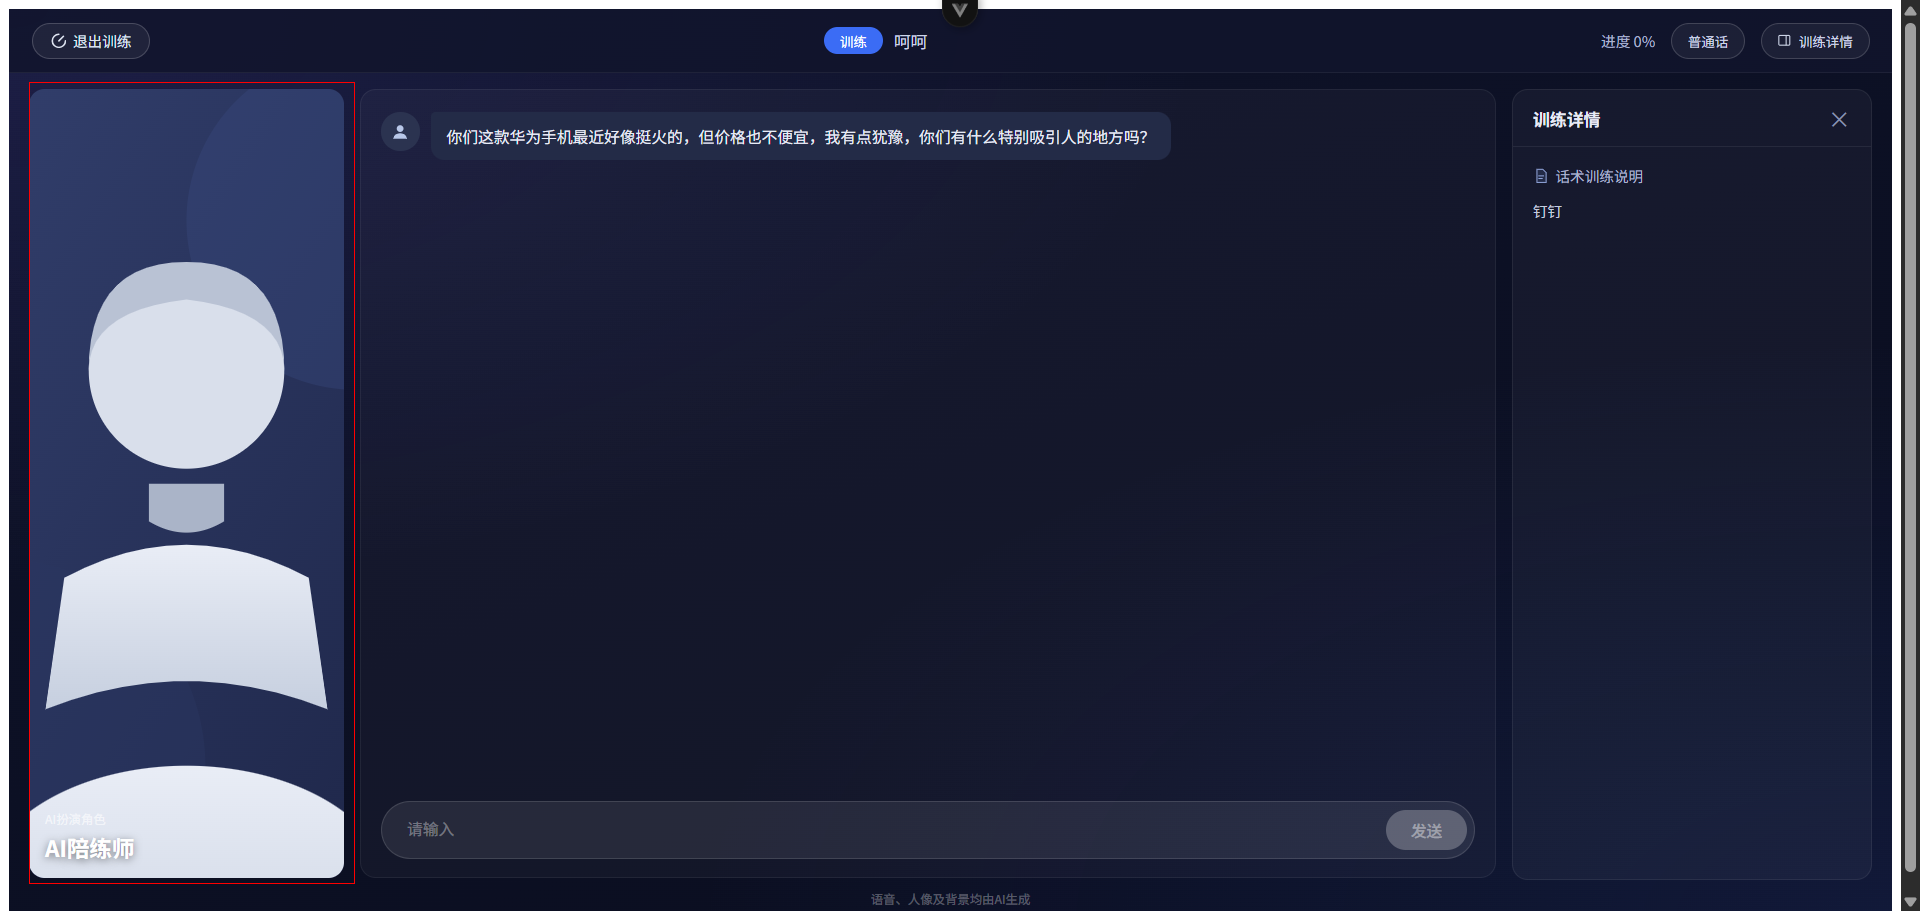 退出训练
训练 呵呵
进度 0%
普通话
训练详情
你们这款华为手机最近好像挺火的，但价格也不便宜，我有点犹豫，你们有什么特别吸引人的地方吗？
训练详情
话术训练说明
钉钉
AI扮演角色
AI陪练师
请输入
发送
语音、人像及背景均由AI生成